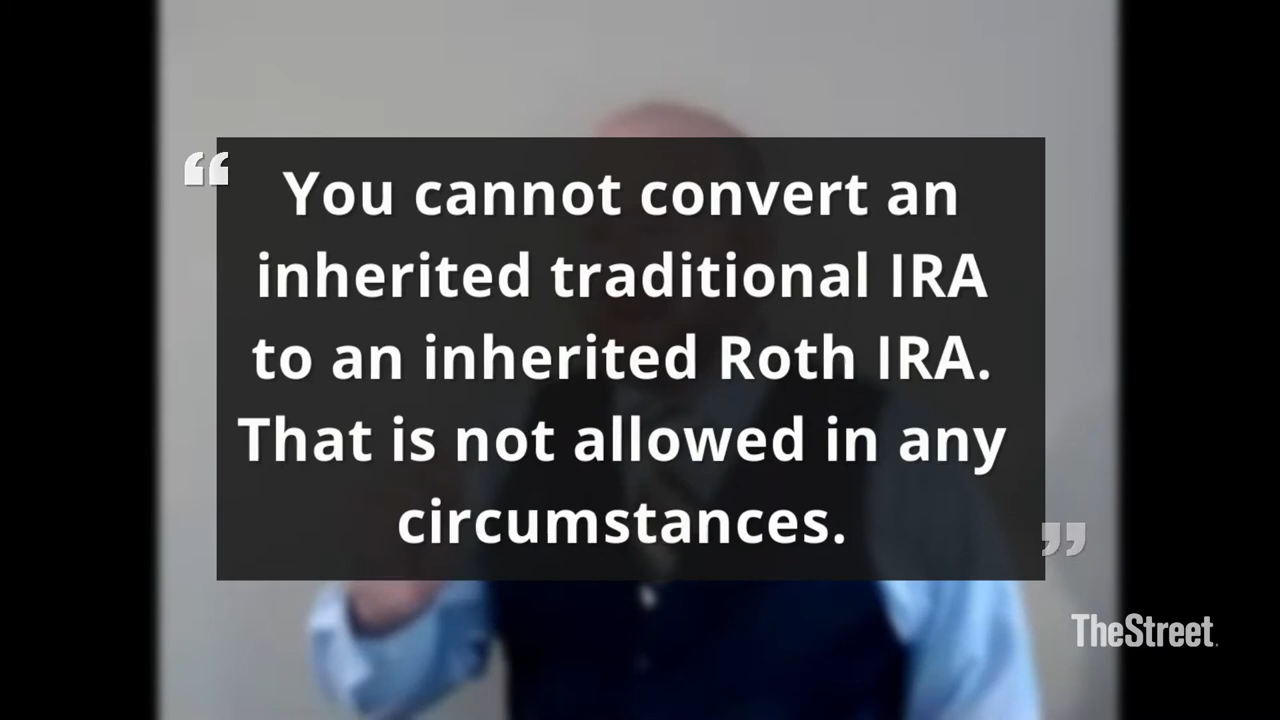 “
You cannot convert an
inherited traditional IRA
to an inherited Roth IRA.
That is not allowed in any
circumstances.
”
TheStreet.